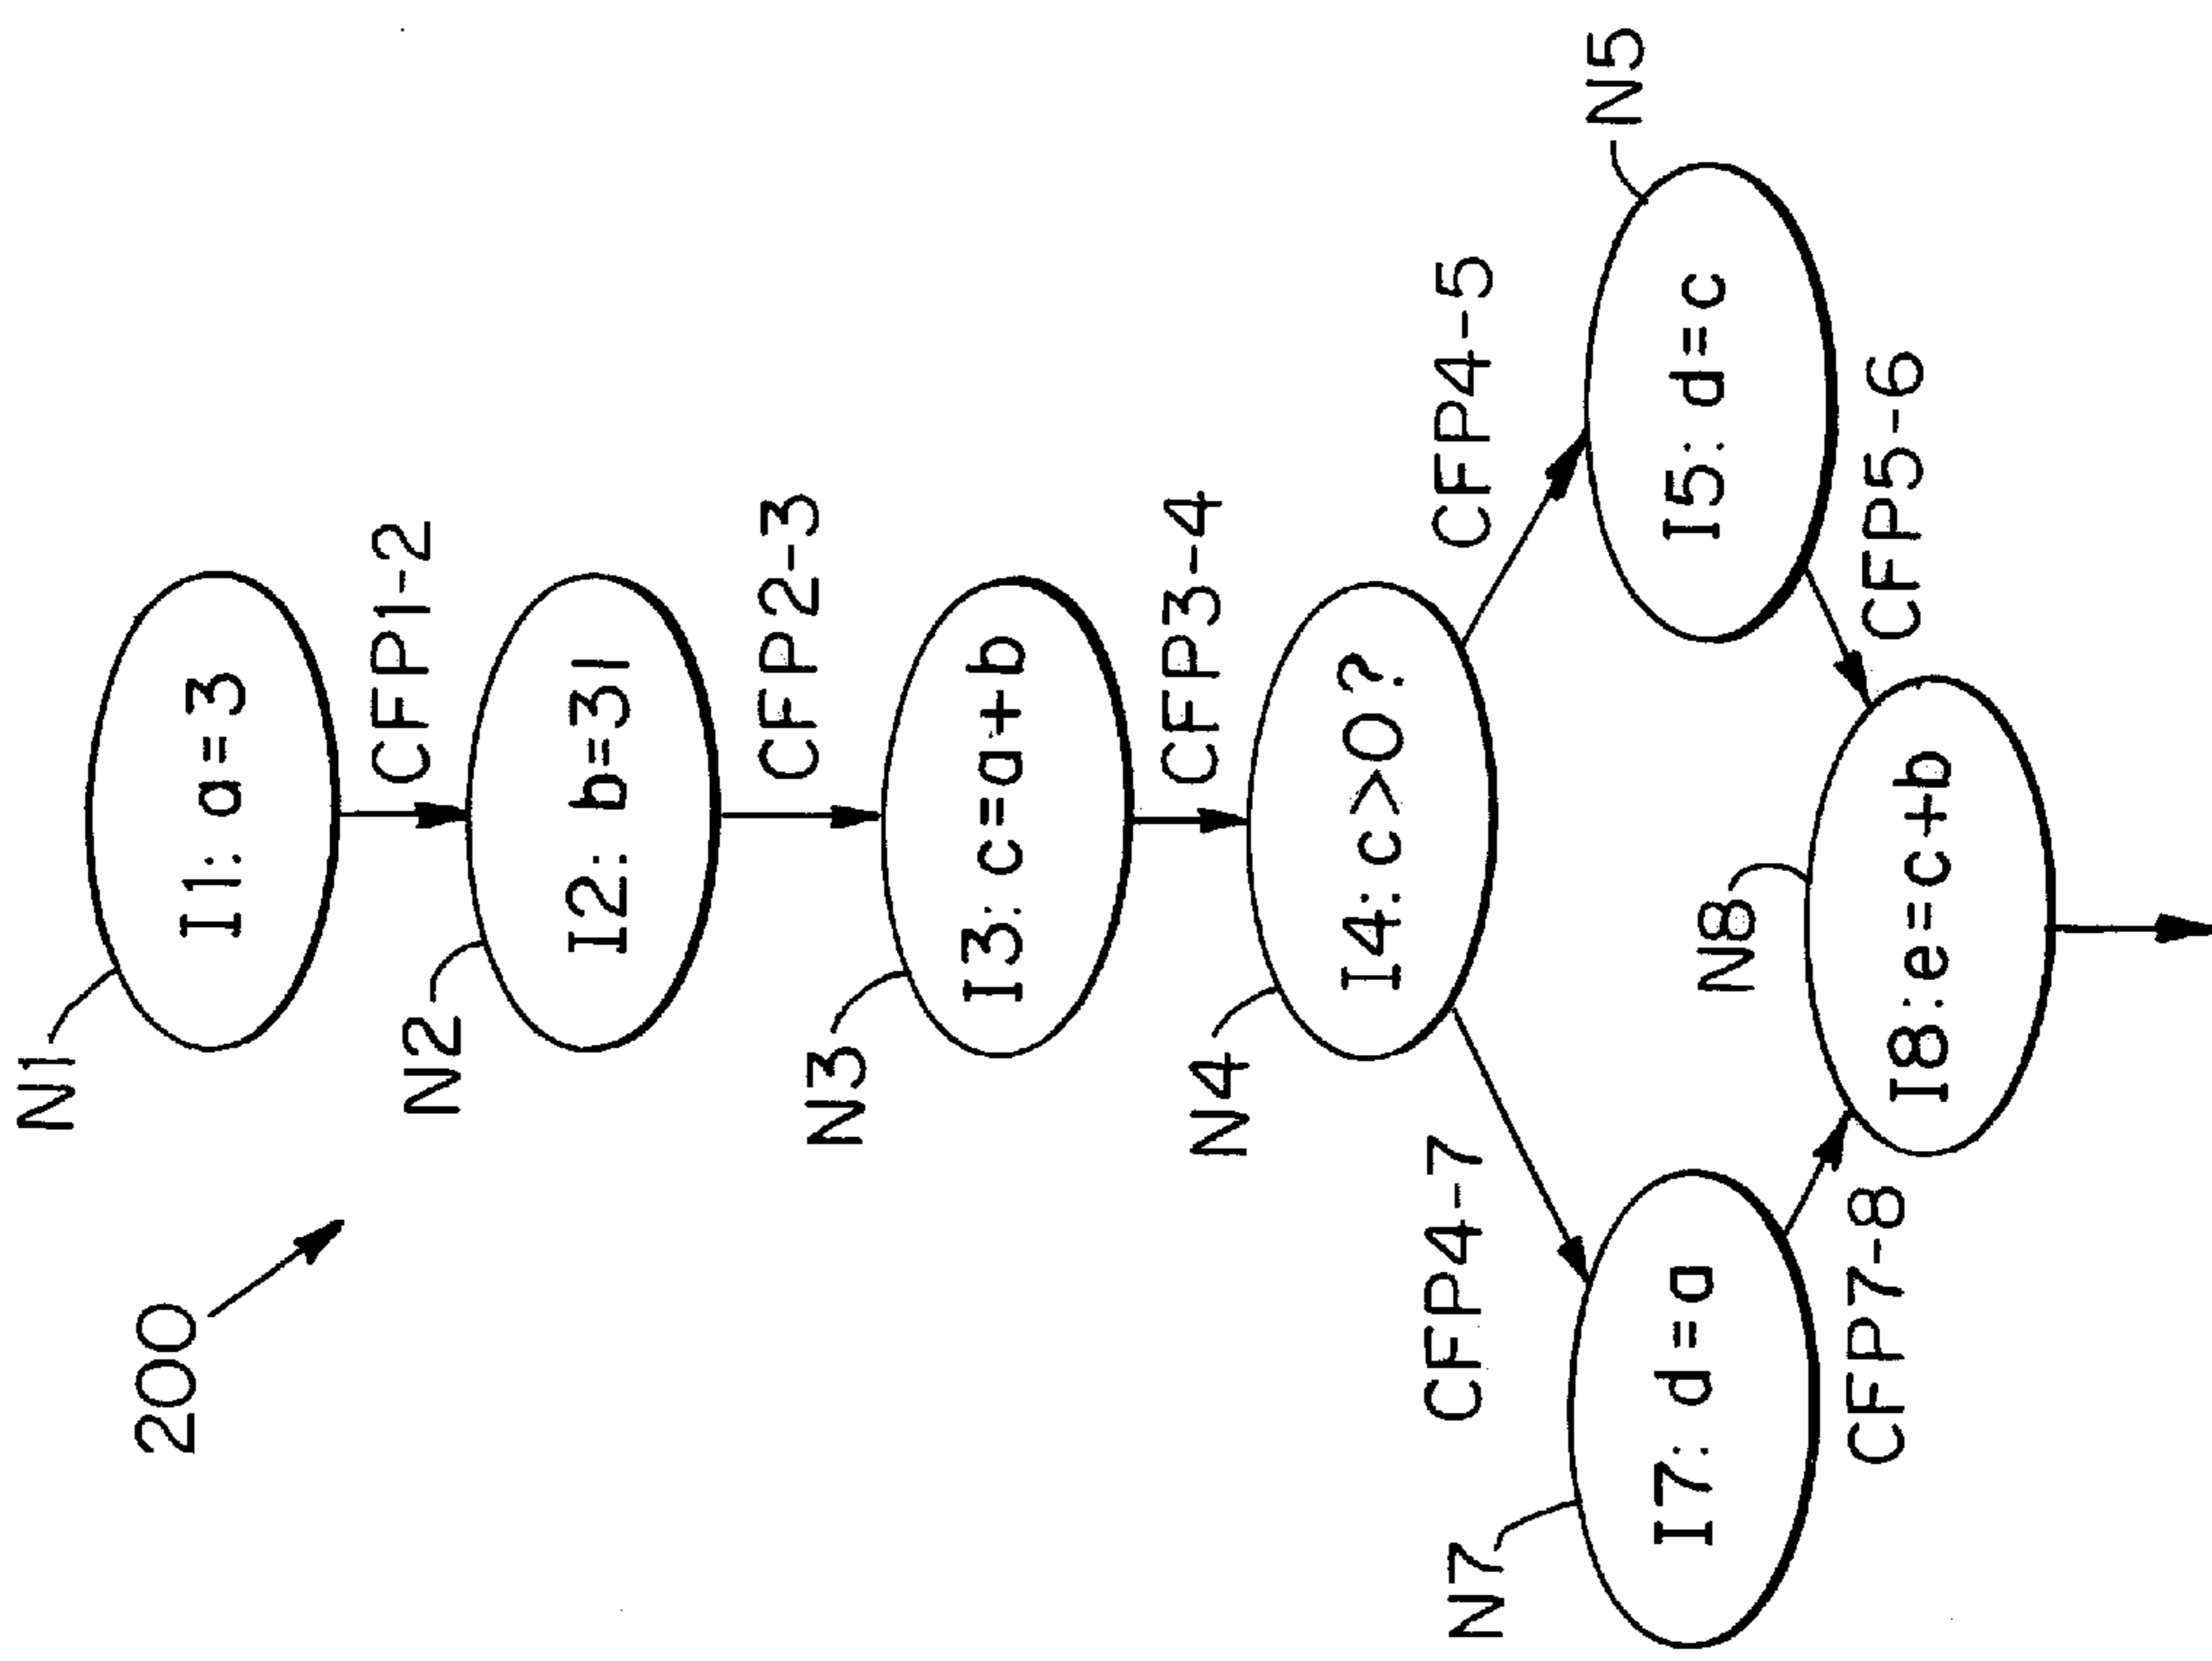 200
N1
I1: a=3
CFP1-2
N2
I2: b=31
CFP2-3
N3
I3: c=a+b
CFP3-4
N4
I4: c>0?
CFP4-7
CFP4-5
N7
I7: d=a
N5
I5: d=c
CFP7-8
CFP5-6
N8
I8: e=c+b